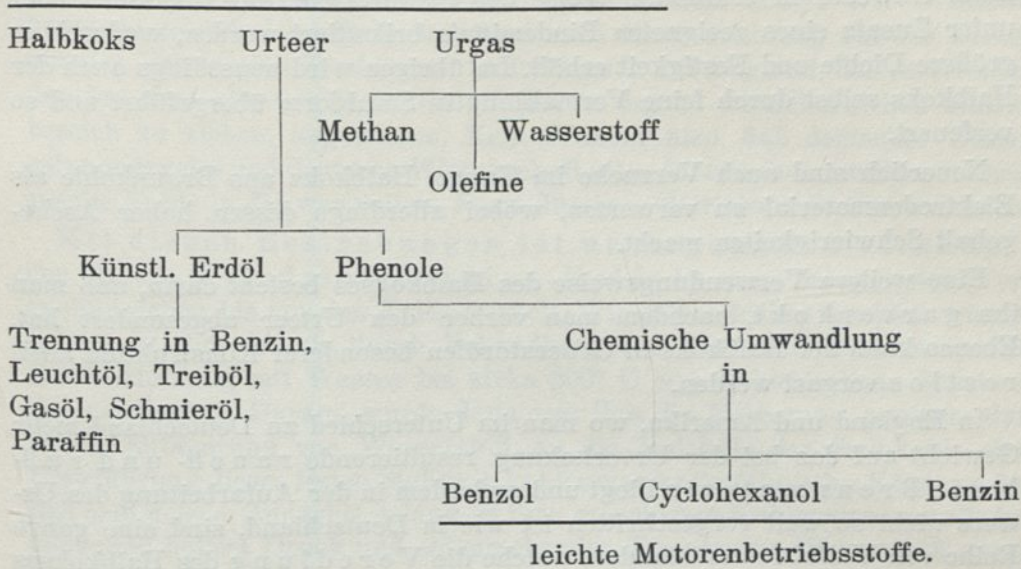 Halbkoks Urteer Urgas
Methan Wasserstoff
Olefine
Künstl. Erdöl Phenole
Trennung in Benzin,
Leuchtöl, Treiböl,
Gasöl, Schmieröl,
Paraffin
Chemische Umwandlung
in
Benzol Cyclohexanol Benzin
leichte Motorenbetriebsstoffe.